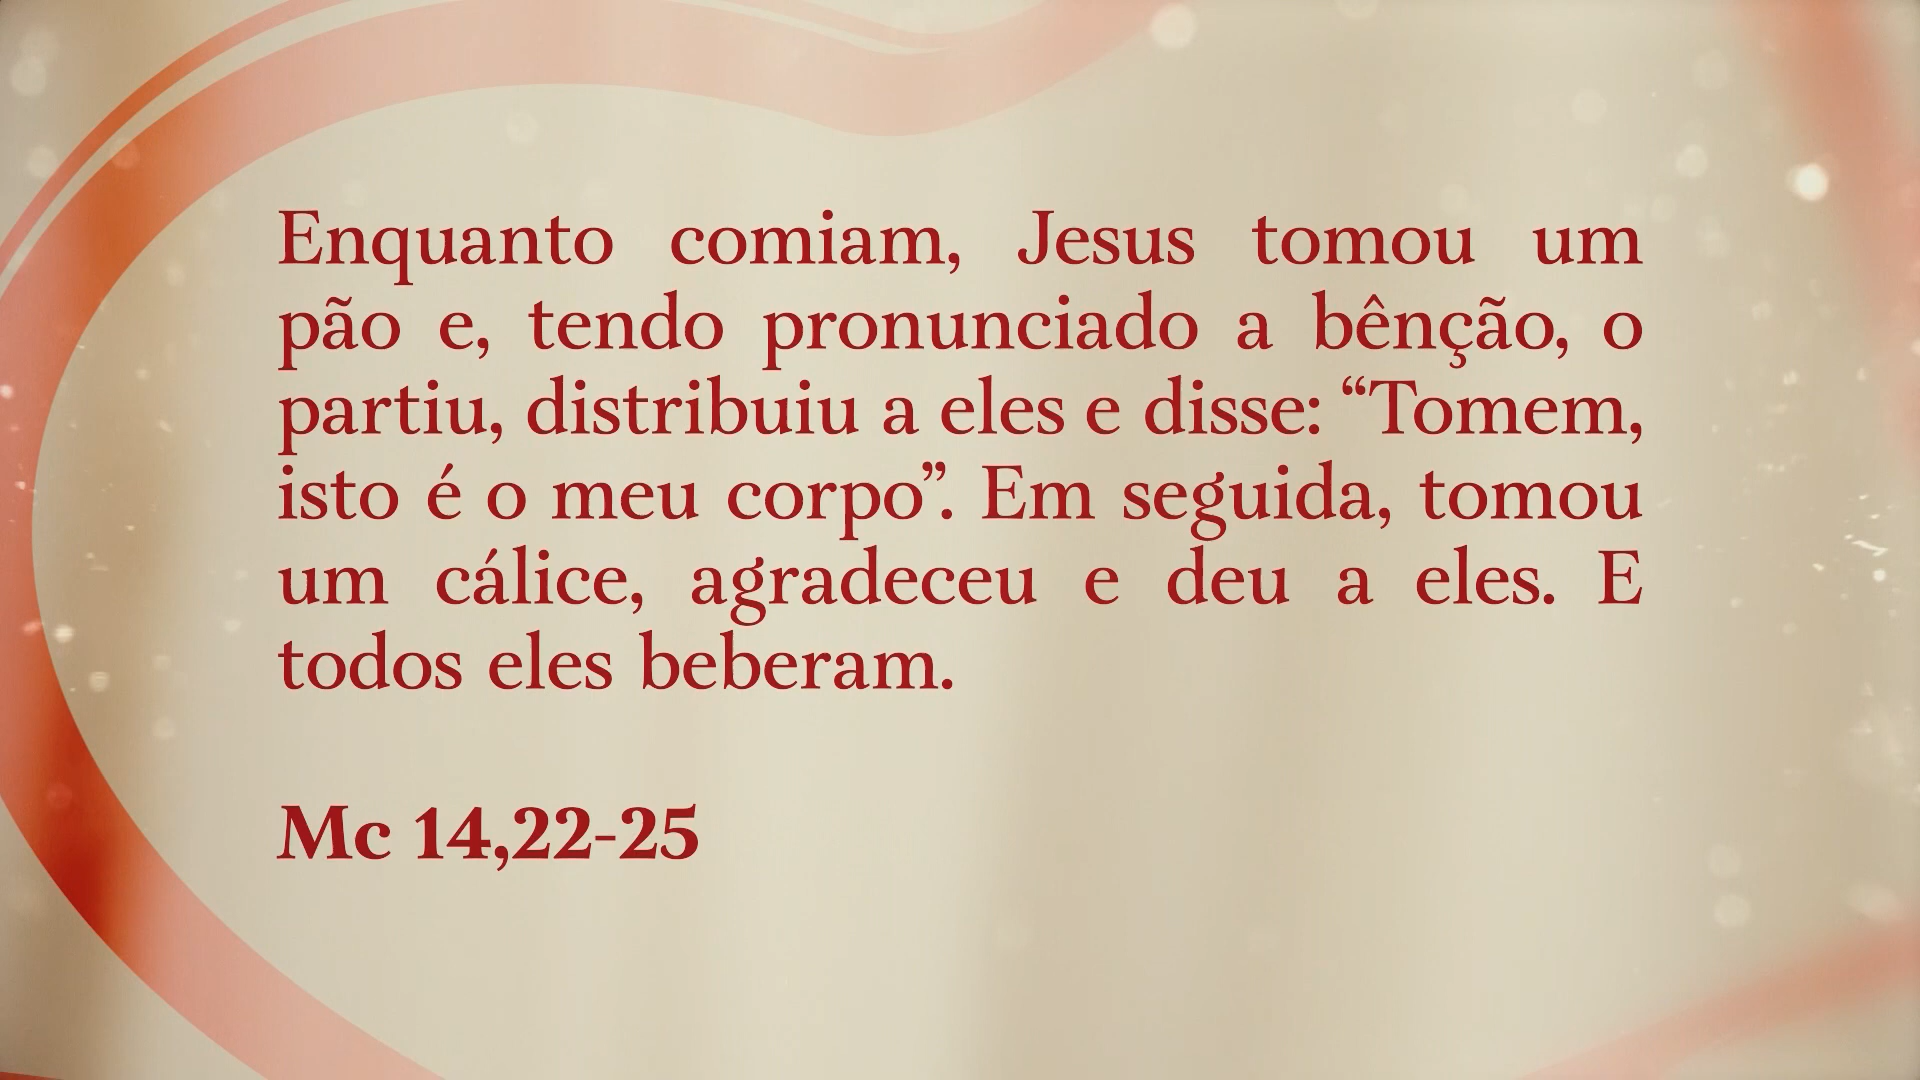 Enquanto comiam, Jesus tomou um
pão e, tendo pronunciado a bênção, o
partiu, distribuiu a eles e disse: “Tomem,
isto é o meu corpo”. Em seguida, tomou
um cálice, agradeceu e deu a eles. E
todos eles beberam.
Mc 14,22-25